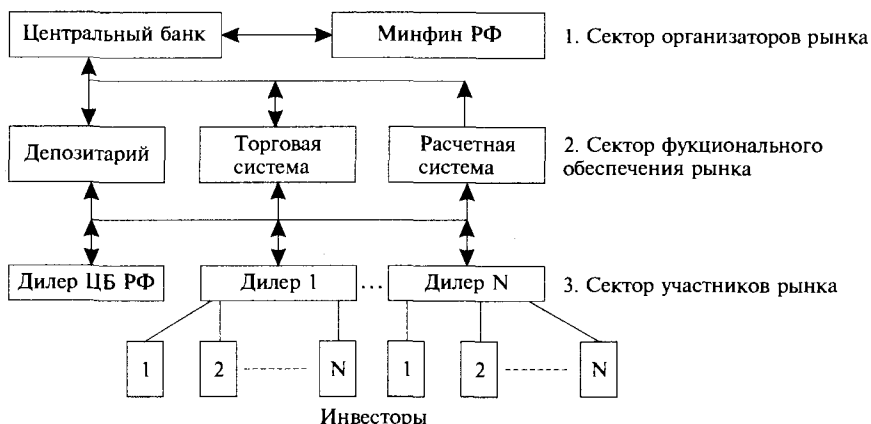 Центральный банк
Минфин РФ
1. Сектор организаторов рынка
Депозитарий
Торговая
система
Расчетная
система
2. Сектор фукционального
обеспечения рынка
Дилер ЦБ РФ
Дилер 1
...
Дилер N
3. Сектор участников рынка
1
2
N
1
2
N
Инвесторы